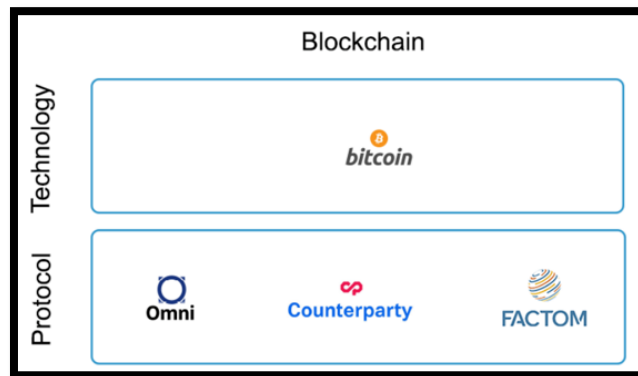 Blockchain
Technology
bitcoin
Protocol
Omni
Counterparty
FACTOM